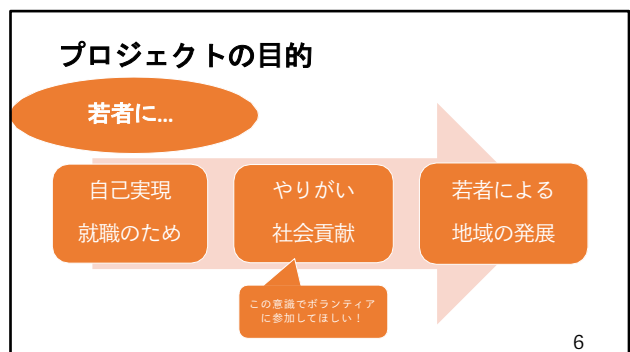 プロジェクトの目的
若者に...
自己実現
就職のため
やりがい
社会貢献
若者による
地域の発展
この意識でボランティア
に参加してほしい！
6